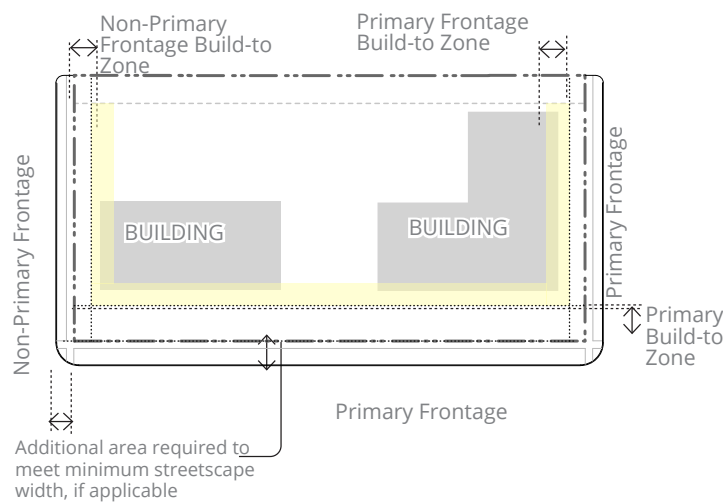 Non-Primary
Frontage Build-to
Zone
Primary Frontage
Build-to Zone
Non-Primary Frontage
BUILDING
BUILDING
Primary Frontage
Primary
Build-to
Zone
Primary Frontage
Additional area required to
meet minimum streetscape
width, if applicable